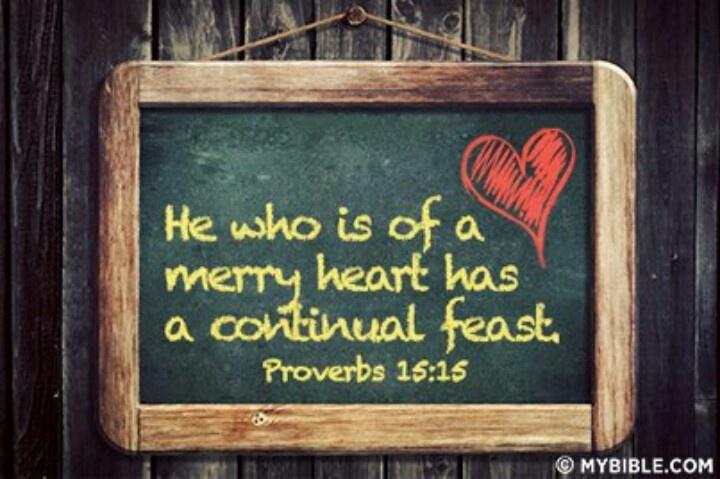 He who is of a
merry heart has
a continual feast.
Proverbs 15:15
© MYBIBLE.COM